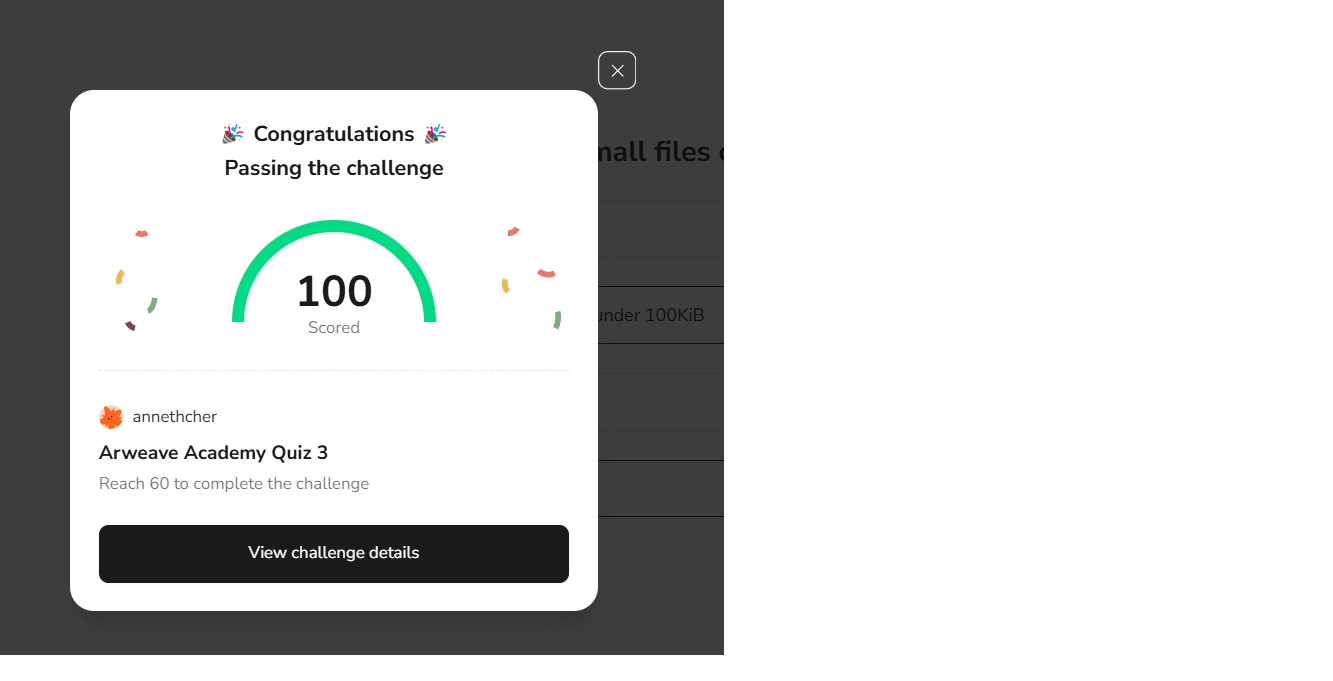 🎉 Congratulations 🎉
Passing the challenge
mall files
100
Scored
under 100KiB
annethcher
Arweave Academy Quiz 3
Reach 60 to complete the challenge
View challenge details